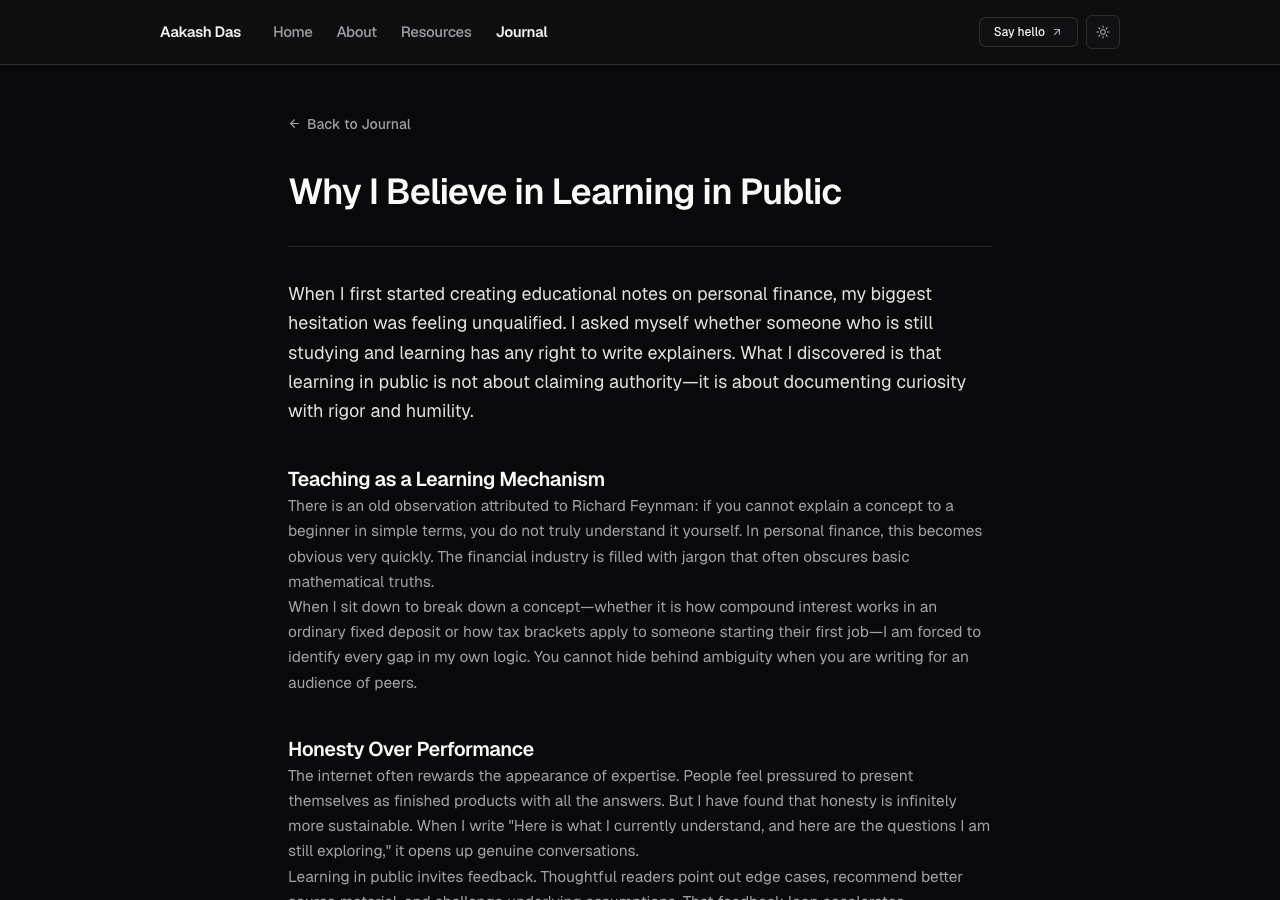 Aakash Das
Home
About
Resources
Journal
Say hello
Back to Journal
Why I Believe in Learning in Public
When I first started creating educational notes on personal finance, my biggest
hesitation was feeling unqualified. I asked myself whether someone who is still
studying and learning has any right to write explainers. What I discovered is that
learning in public is not about claiming authority—it is about documenting curiosity
with rigor and humility.
Teaching as a Learning Mechanism
There is an old observation attributed to Richard Feynman: if you cannot explain a concept to a
beginner in simple terms, you do not truly understand it yourself. In personal finance, this becomes
obvious very quickly. The financial industry is filled with jargon that often obscures basic
mathematical truths.
When I sit down to break down a concept—whether it is how compound interest works in an
ordinary fixed deposit or how tax brackets apply to someone starting their first job—I am forced to
identify every gap in my own logic. You cannot hide behind ambiguity when you are writing for an
audience of peers.
Honesty Over Performance
The internet often rewards the appearance of expertise. People feel pressured to present
themselves as finished products with all the answers. But I have found that honesty is infinitely
more sustainable. When I write "Here is what I currently understand, and here are the questions I am
still exploring," it opens up genuine conversations.
Learning in public invites feedback. Thoughtful readers point out edge cases, recommend better
source material, and challenge underlying assumptions. That feedback loop accelerates